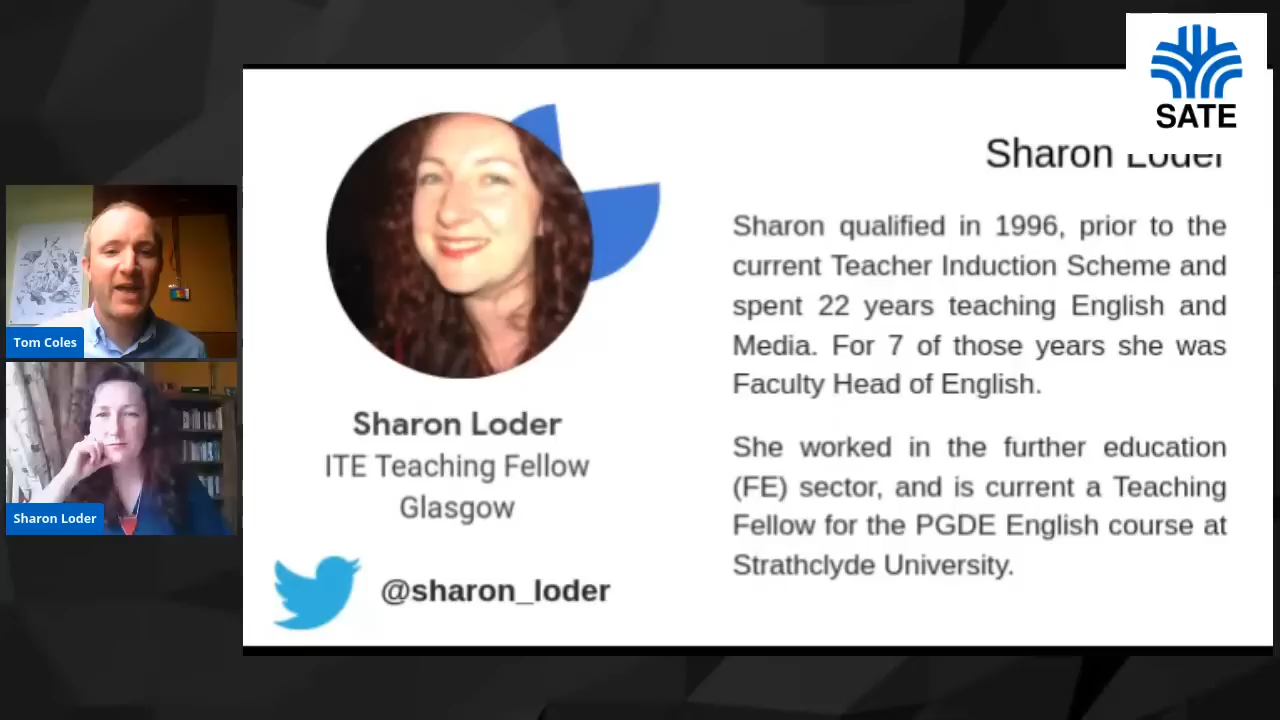 SATE
Sharon Loder
Sharon qualified in 1996, prior to the
current Teacher Induction Scheme and
spent 22 years teaching English and
Media. For 7 of those years she was
Faculty Head of English.
She worked in the further education
(FE) sector, and is current a Teaching
Fellow for the PGDE English course at
Strathclyde University.
Sharon Loder
ITE Teaching Fellow
Glasgow
@sharon_loder
Tom Coles
Sharon Loder